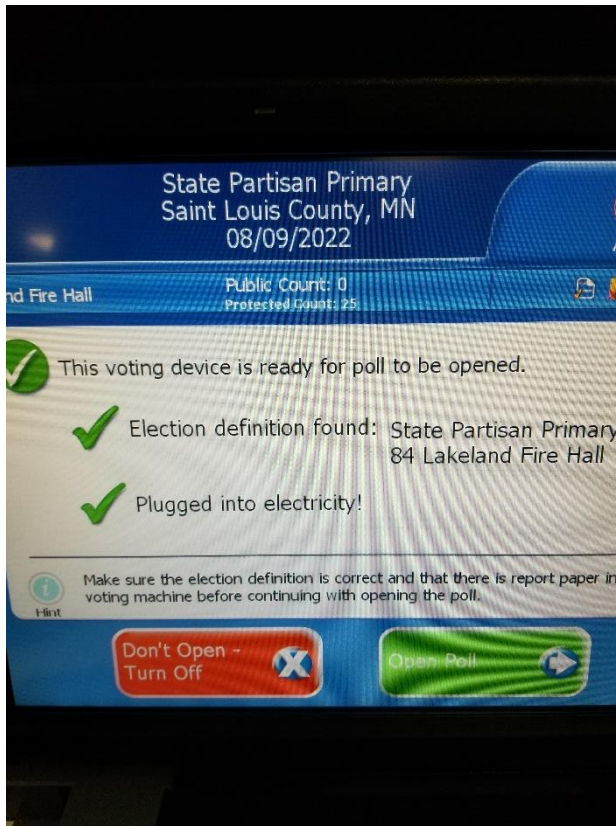 State Partisan Primary
Saint Louis County, MN
08/09/2022
nd Fire Hall
Public Count: 0
Protected Count: 25
This voting device is ready for poll to be opened.
Election definition found: State Partisan Primary
84 Lakeland Fire Hall
Plugged into electricity!
Hint
Make sure the election definition is correct and that there is report paper in
voting machine before continuing with opening the poll.
Don't Open -
Turn Off
X
Open Poll